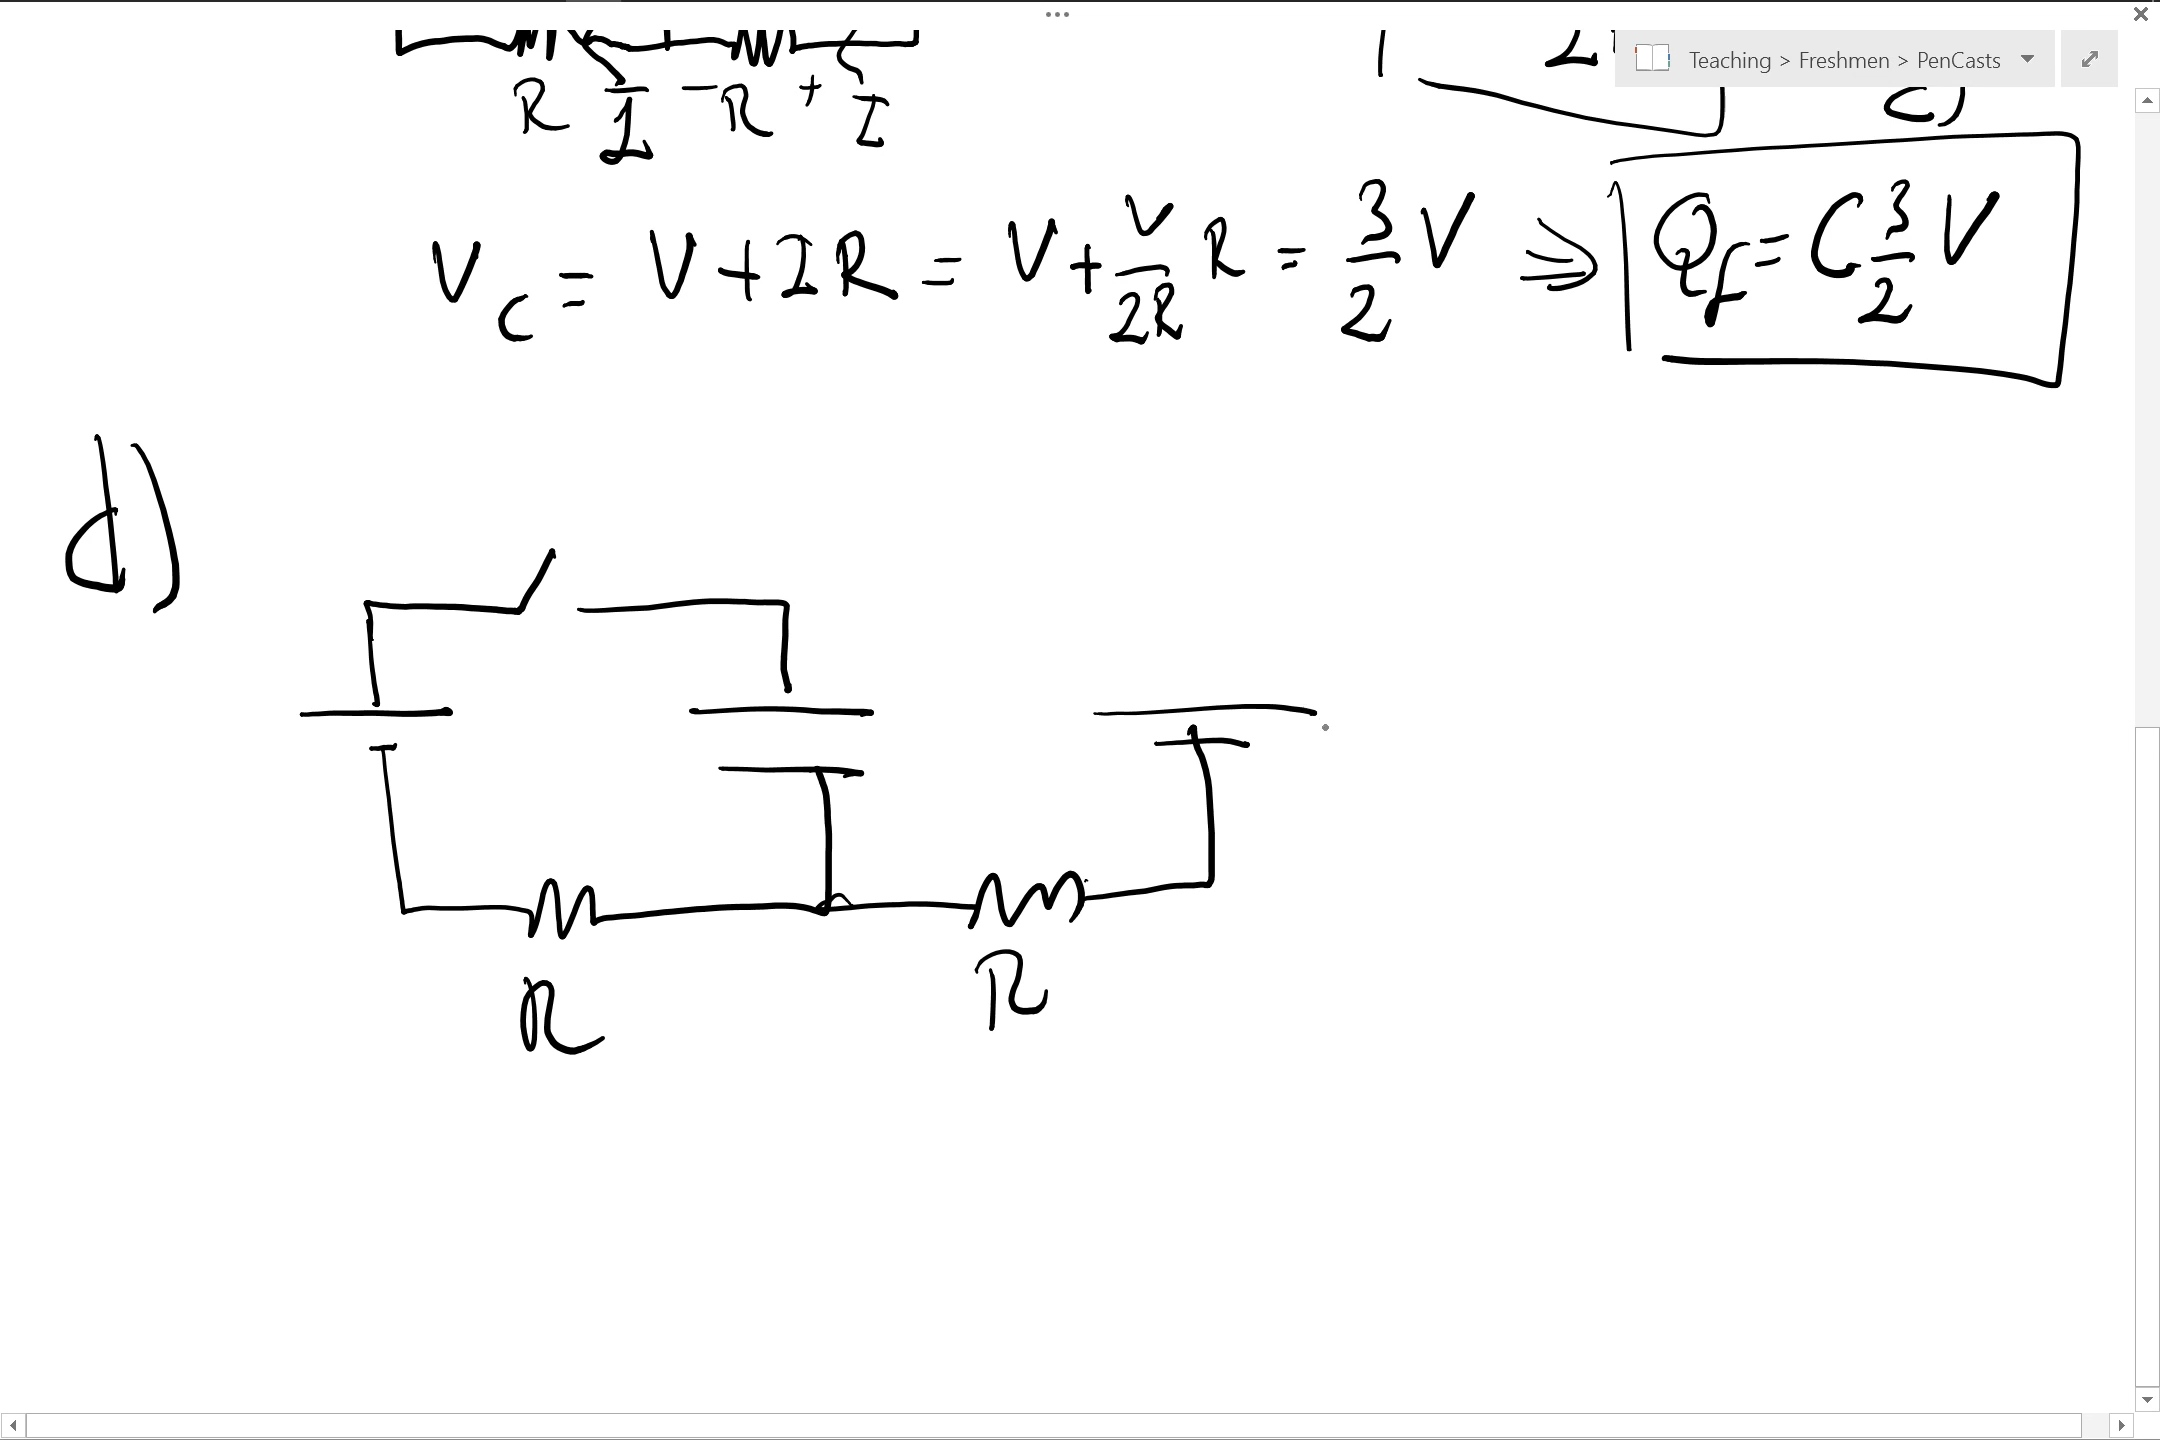 Teaching > Freshmen > PenCasts
R I - R + I
V_c = V + IR = V + V/2R R = 3/2 V ⇒ Q_f = C 3/2 V
d)
R R